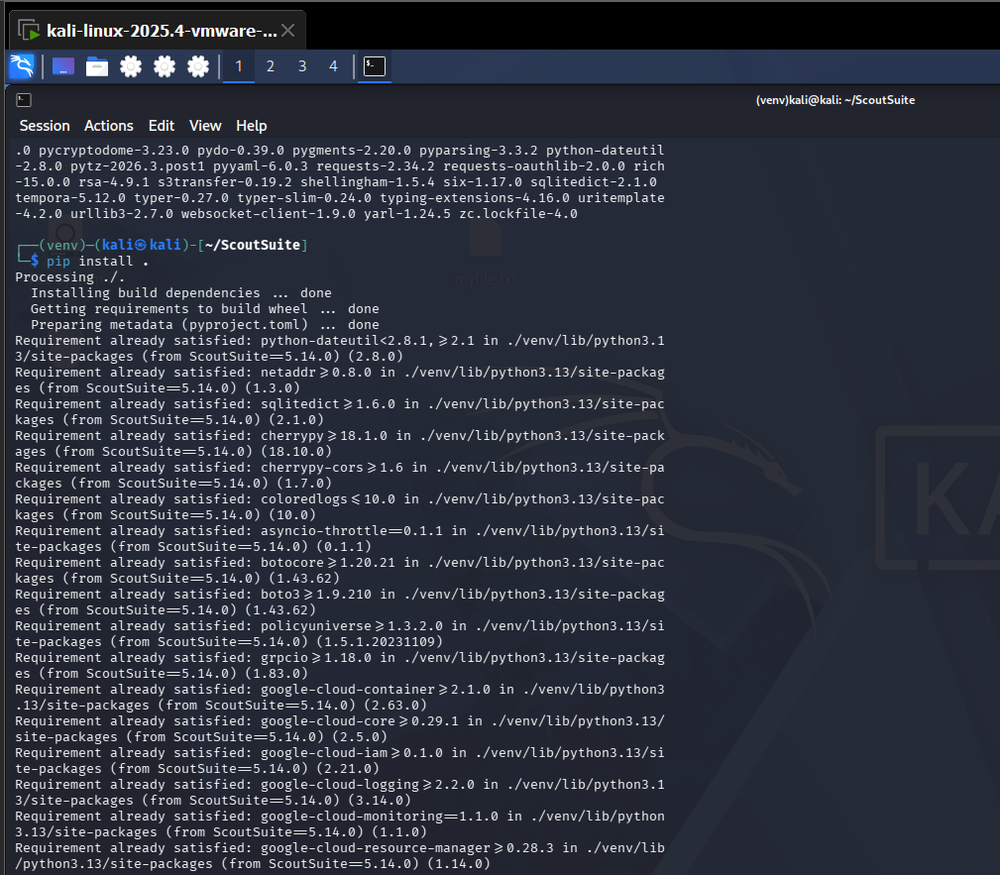 kali-linux-2025.4-vmware-...
1 2 3 4
(venv)kali@kali: ~/ScoutSuite
Session Actions Edit View Help
.0 pycryptodome-3.23.0 pydo-0.39.0 pygments-2.20.0 pyparsing-3.3.2 python-dateutil
-2.8.0 pytz-2026.3.post1 pyyaml-6.0.3 requests-2.34.2 requests-oauthlib-2.0.0 rich
-15.0.0 rsa-4.9.1 s3transfer-0.19.2 shellingham-1.5.4 six-1.17.0 sqlitedict-2.1.0
tempora-5.12.0 typer-0.27.0 typer-slim-0.24.0 typing-extensions-4.16.0 uritemplate
-4.2.0 urllib3-2.7.0 websocket-client-1.9.0 yarl-1.24.5 zc.lockfile-4.0
┌──(venv)─(kali㉿kali)-[~/ScoutSuite]
└─$ pip install .
Processing ./.
  Installing build dependencies ... done
  Getting requirements to build wheel ... done
  Preparing metadata (pyproject.toml) ... done
Requirement already satisfied: python-dateutil<2.8.1,>=2.1 in ./venv/lib/python3.1
3/site-packages (from ScoutSuite==5.14.0) (2.8.0)
Requirement already satisfied: netaddr>=0.8.0 in ./venv/lib/python3.13/site-packag
es (from ScoutSuite==5.14.0) (1.3.0)
Requirement already satisfied: sqlitedict>=1.6.0 in ./venv/lib/python3.13/site-pac
kages (from ScoutSuite==5.14.0) (2.1.0)
Requirement already satisfied: cherrypy>=18.1.0 in ./venv/lib/python3.13/site-pack
ages (from ScoutSuite==5.14.0) (18.10.0)
Requirement already satisfied: cherrypy-cors>=1.6 in ./venv/lib/python3.13/site-pa
ckages (from ScoutSuite==5.14.0) (1.7.0)
Requirement already satisfied: coloredlogs<=10.0 in ./venv/lib/python3.13/site-pac
kages (from ScoutSuite==5.14.0) (10.0)
Requirement already satisfied: asyncio-throttle==0.1.1 in ./venv/lib/python3.13/si
te-packages (from ScoutSuite==5.14.0) (0.1.1)
Requirement already satisfied: botocore>=1.20.21 in ./venv/lib/python3.13/site-pac
kages (from ScoutSuite==5.14.0) (1.43.62)
Requirement already satisfied: boto3>=1.9.210 in ./venv/lib/python3.13/site-packag
es (from ScoutSuite==5.14.0) (1.43.62)
Requirement already satisfied: policyuniverse>=1.3.2.0 in ./venv/lib/python3.13/si
te-packages (from ScoutSuite==5.14.0) (1.5.1.20231109)
Requirement already satisfied: grpcio>=1.18.0 in ./venv/lib/python3.13/site-packag
es (from ScoutSuite==5.14.0) (1.83.0)
Requirement already satisfied: google-cloud-container>=2.1.0 in ./venv/lib/python3
.13/site-packages (from ScoutSuite==5.14.0) (2.63.0)
Requirement already satisfied: google-cloud-core>=0.29.1 in ./venv/lib/python3.13/
site-packages (from ScoutSuite==5.14.0) (2.5.0)
Requirement already satisfied: google-cloud-iam>=0.1.0 in ./venv/lib/python3.13/si
te-packages (from ScoutSuite==5.14.0) (2.21.0)
Requirement already satisfied: google-cloud-logging>=2.2.0 in ./venv/lib/python3.1
3/site-packages (from ScoutSuite==5.14.0) (3.14.0)
Requirement already satisfied: google-cloud-monitoring==1.1.0 in ./venv/lib/python
3.13/site-packages (from ScoutSuite==5.14.0) (1.1.0)
Requirement already satisfied: google-cloud-resource-manager>=0.28.3 in ./venv/lib
/python3.13/site-packages (from ScoutSuite==5.14.0) (1.14.0)
KA